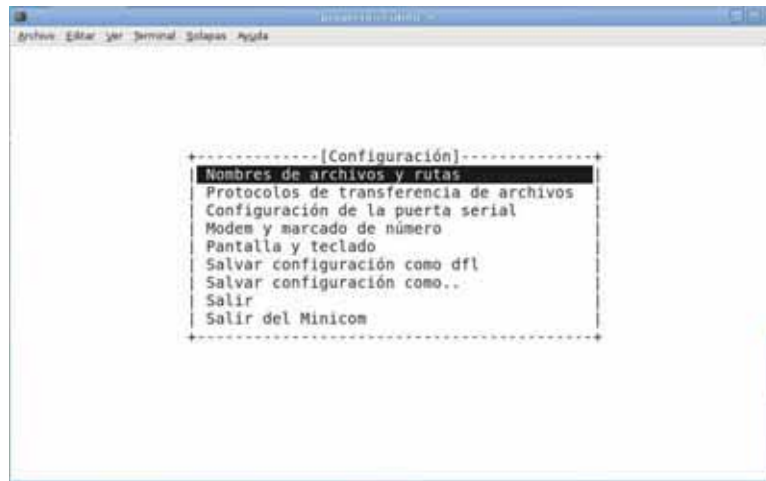 Archivo Editar Ver Terminal Solapas Ayuda
+-------------[Configuración]--------------+
| Nombres de archivos y rutas |
| Protocolos de transferencia de archivos |
| Configuración de la puerta serial |
| Modem y marcado de número |
| Pantalla y teclado |
| Salvar configuración como dfl |
| Salvar configuración como.. |
| Salir |
| Salir del Minicom |
+------------------------------------------+